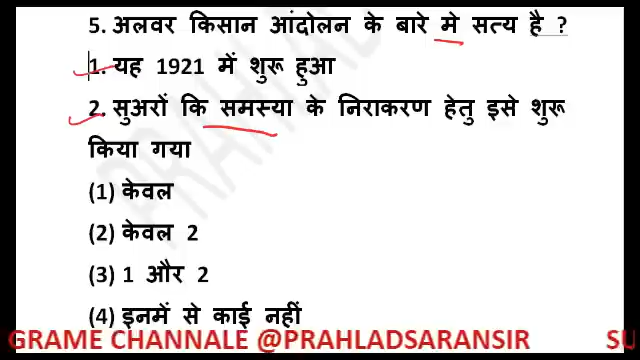 5. अलवर किसान आंदोलन के बारे मे सत्य है ?
1. यह 1921 में शुरू हुआ
2. सुअरों कि समस्या के निराकरण हेतु इसे शुरू
किया गया
(1) केवल
(2) केवल 2
(3) 1 और 2
(4) इनमें से काई नहीं
GRAME CHANNALE @PRAHLADSARANSIR SU